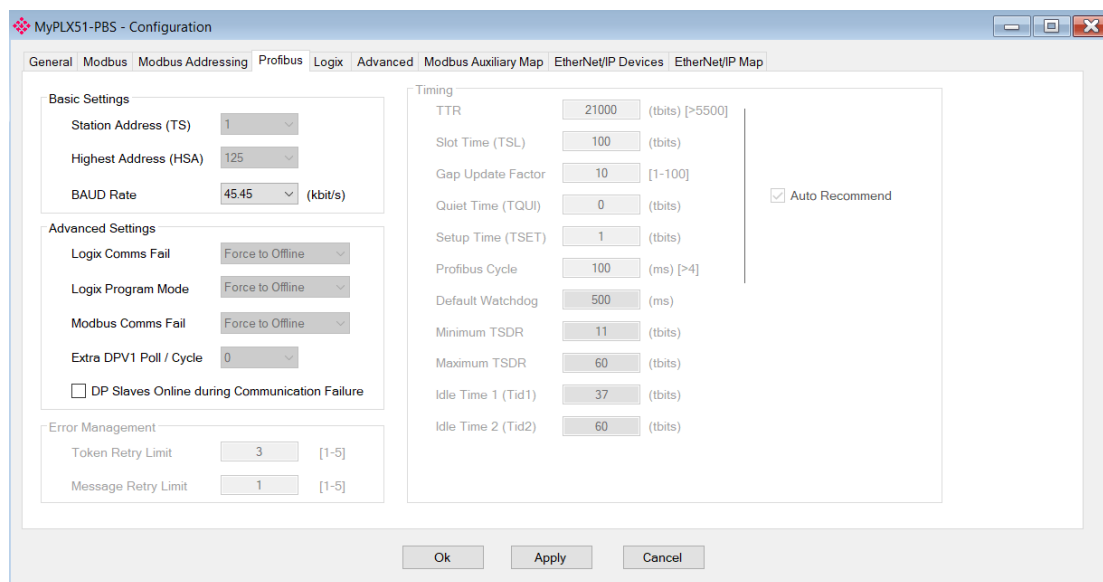 MyPLX51-PBS - Configuration
General Modbus Modbus Addressing Profibus Logix Advanced Modbus Auxiliary Map EtherNet/IP Devices EtherNet/IP Map
Basic Settings
Station Address (TS) 1
Highest Address (HSA) 125
BAUD Rate 45.45 (kbit/s)
Advanced Settings
Logix Comms Fail Force to Offline
Logix Program Mode Force to Offline
Modbus Comms Fail Force to Offline
Extra DPV1 Poll / Cycle 0
DP Slaves Online during Communication Failure
Error Management
Token Retry Limit 3 [1-5]
Message Retry Limit 1 [1-5]
Timing
TTR 21000 (tbits) [>5500]
Slot Time (TSL) 100 (tbits)
Gap Update Factor 10 [1-100]
Quiet Time (TQUI) 0 (tbits)
Setup Time (TSET) 1 (tbits)
Profibus Cycle 100 (ms) [>4]
Default Watchdog 500 (ms)
Minimum TSDR 11 (tbits)
Maximum TSDR 60 (tbits)
Idle Time 1 (Tid1) 37 (tbits)
Idle Time 2 (Tid2) 60 (tbits)
Auto Recommend
Ok Apply Cancel